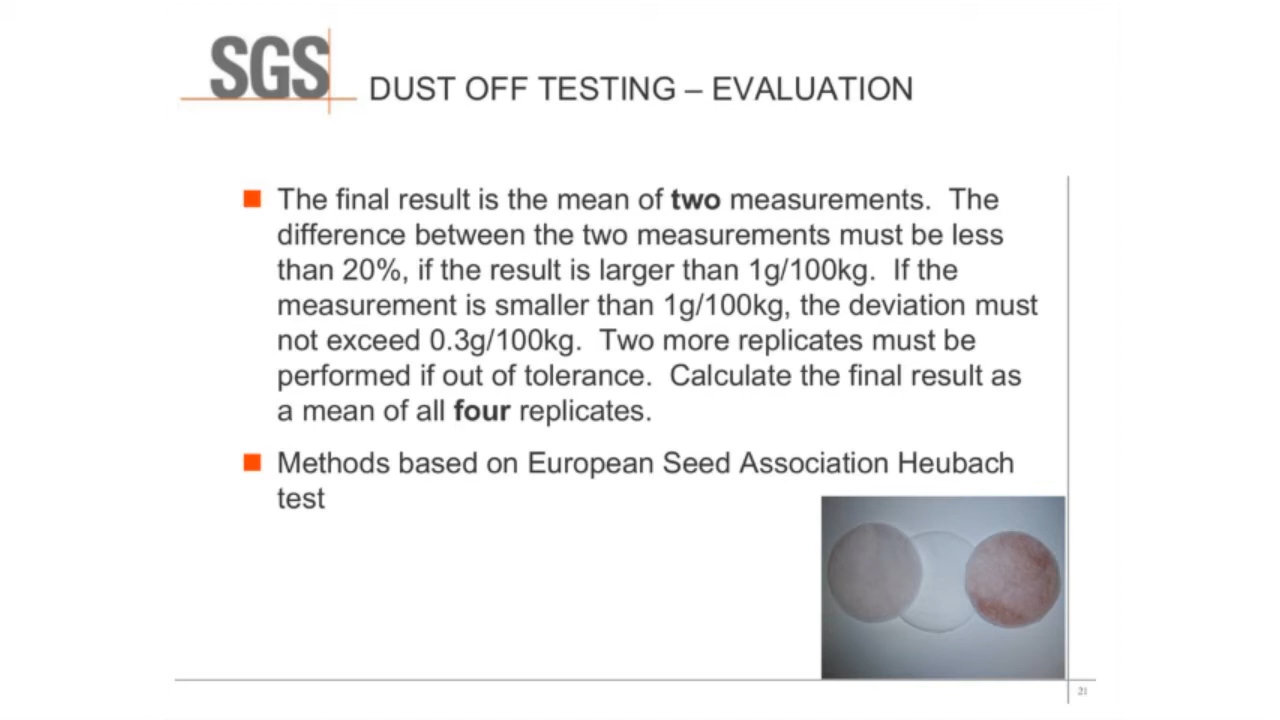 SGS
DUST OFF TESTING – EVALUATION
The final result is the mean of two measurements.  The
difference between the two measurements must be less
than 20%, if the result is larger than 1g/100kg.  If the
measurement is smaller than 1g/100kg, the deviation must
not exceed 0.3g/100kg.  Two more replicates must be
performed if out of tolerance.  Calculate the final result as
a mean of all four replicates.
Methods based on European Seed Association Heubach
test
21